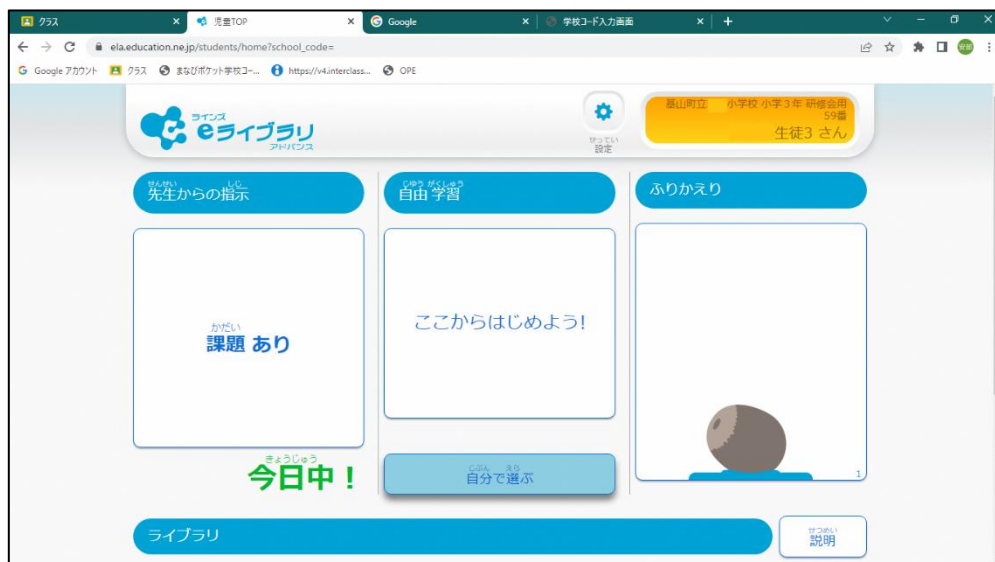 クラス
児童TOP
Google
学校コード入力画面
ela.education.ne.jp/students/home?school_code=
Google アカウント
クラス
まなびポケット学校コー...
https://v4.interclass...
OPE
ラインズ
eライブラリ
アドバンス
せってい
設定
基山町立 小学校 小学3年 研修会用
59番
生徒3 さん
せんせい しじ
先生からの指示
じゆう がくしゅう
自由 学習
ふりかえり
かだい
課題 あり
ここからはじめよう!
きょうじゅう
今日中!
じぶん えら
自分で選ぶ
1
ライブラリ
せつめい
説明